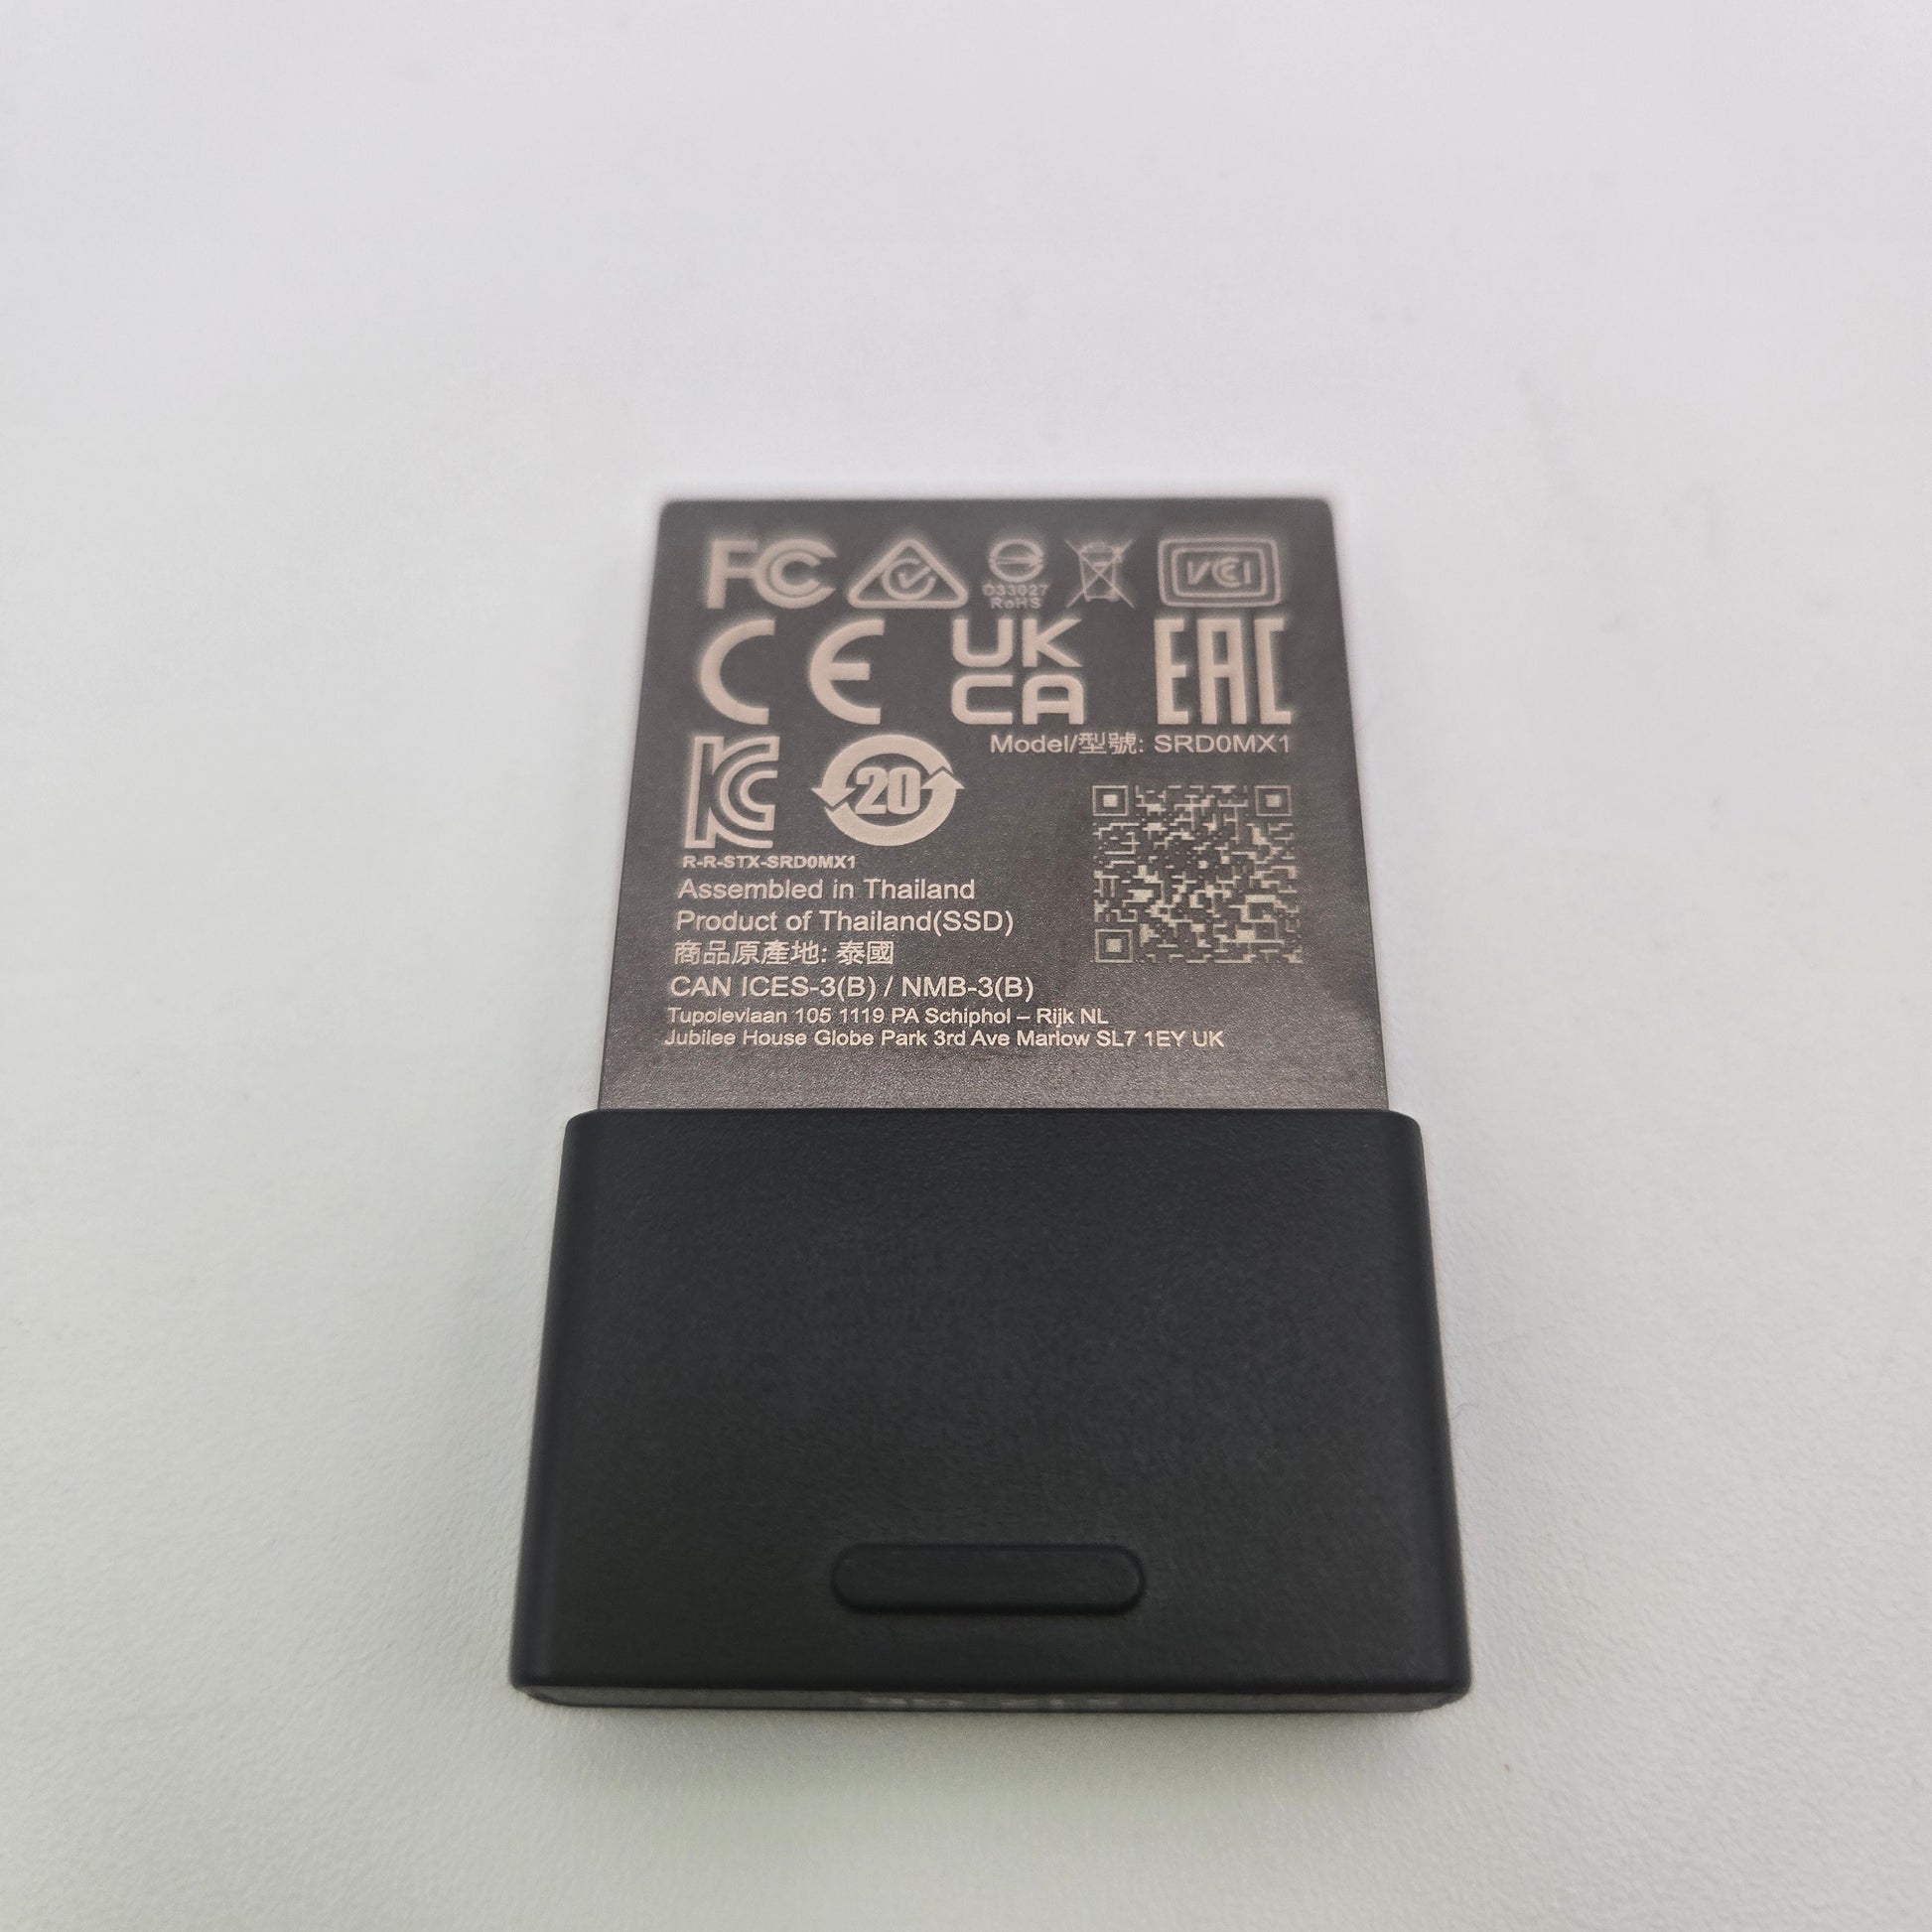 FC
D33027
RoHS
VCI
CE
UK
CA
EAC
Model/型號: SRD0MX1
KC
20
R-R-STX-SRD0MX1
Assembled in Thailand
Product of Thailand(SSD)
商品原產地: 泰國
CAN ICES-3(B) / NMB-3(B)
Tupolevlaan 105 1119 PA Schiphol – Rijk NL
Jubilee House Globe Park 3rd Ave Marlow SL7 1EY UK